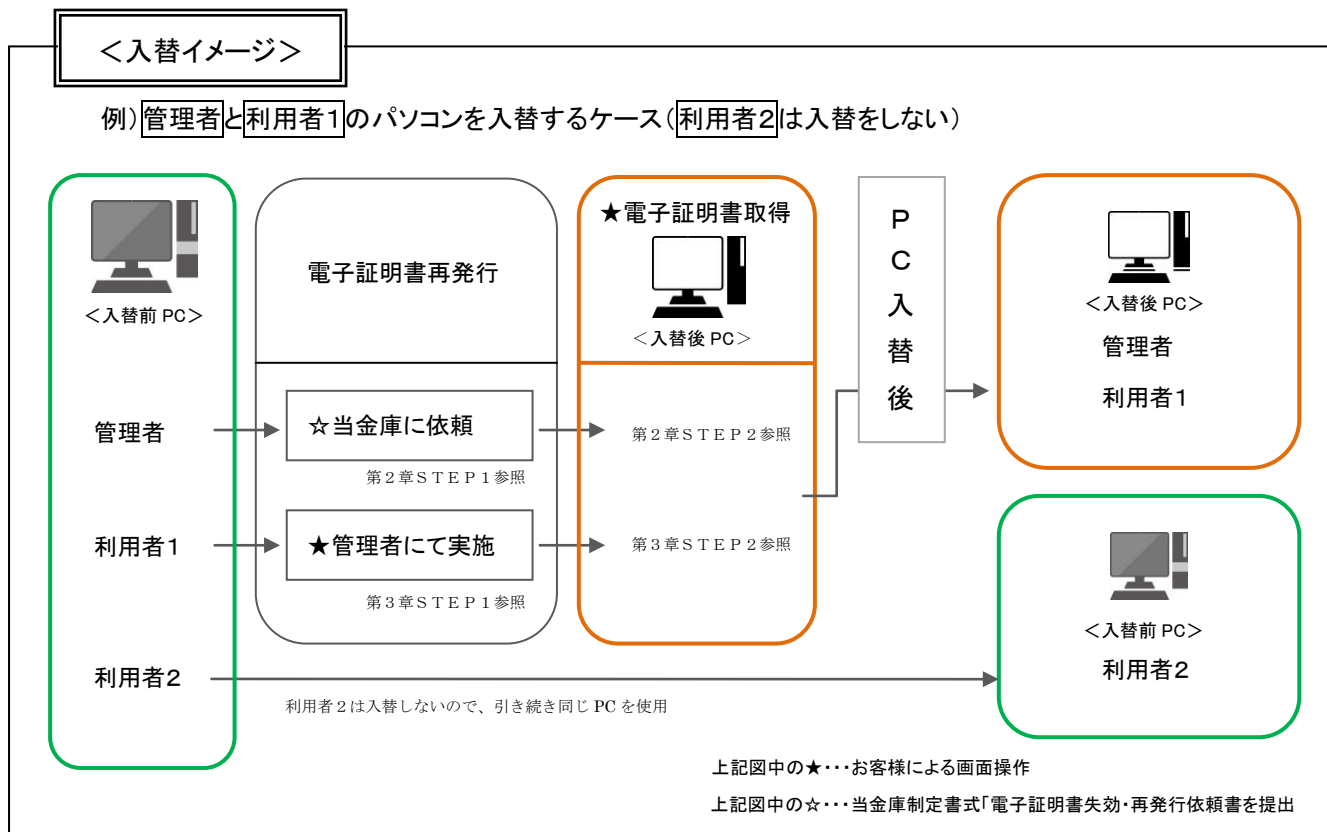 ＜入替イメージ＞
例）管理者と利用者１のパソコンを入替するケース（利用者２は入替をしない）
＜入替前 PC＞
管理者
利用者１
利用者２
電子証明書再発行
☆当金庫に依頼
第２章ＳＴＥＰ１参照
★管理者にて実施
第３章ＳＴＥＰ１参照
★電子証明書取得
＜入替後 PC＞
第２章ＳＴＥＰ２参照
第３章ＳＴＥＰ２参照
ＰＣ入替後
＜入替後 PC＞
管理者
利用者１
＜入替前 PC＞
利用者２
利用者２は入替しないので、引き続き同じ PC を使用
上記図中の★・・・お客様による画面操作
上記図中の☆・・・当金庫制定書式「電子証明書失効・再発行依頼書を提出